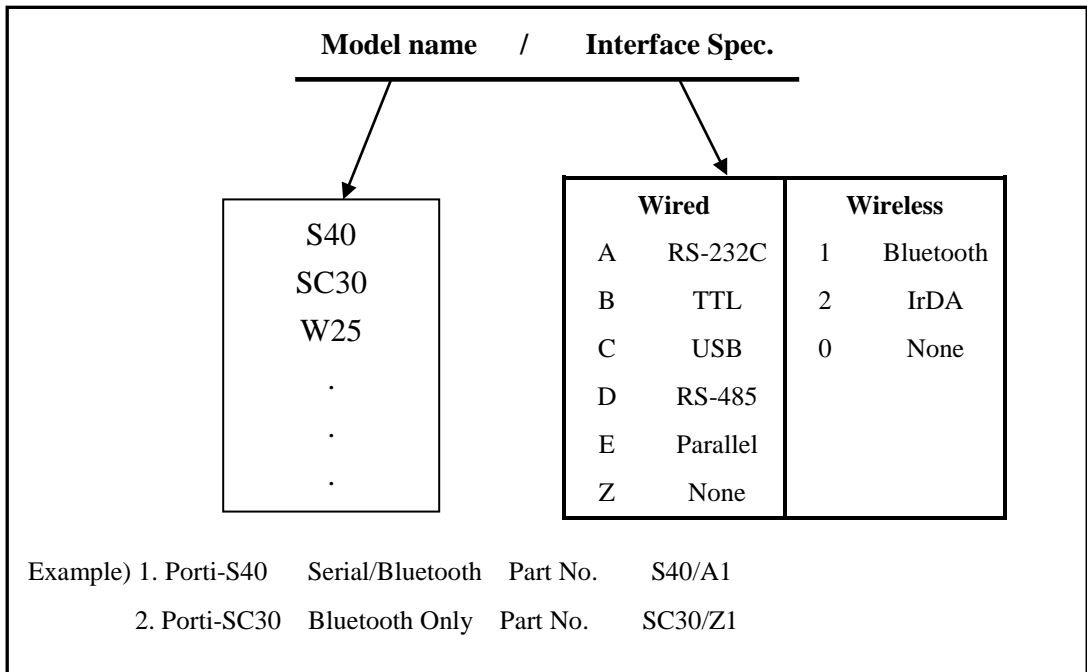 Model name / Interface Spec.
S40
SC30
W25
.
.
.
Wired Wireless
A RS-232C 1 Bluetooth
B TTL 2 IrDA
C USB 0 None
D RS-485
E Parallel
Z None
Example) 1. Porti-S40 Serial/Bluetooth Part No. S40/A1
2. Porti-SC30 Bluetooth Only Part No. SC30/Z1